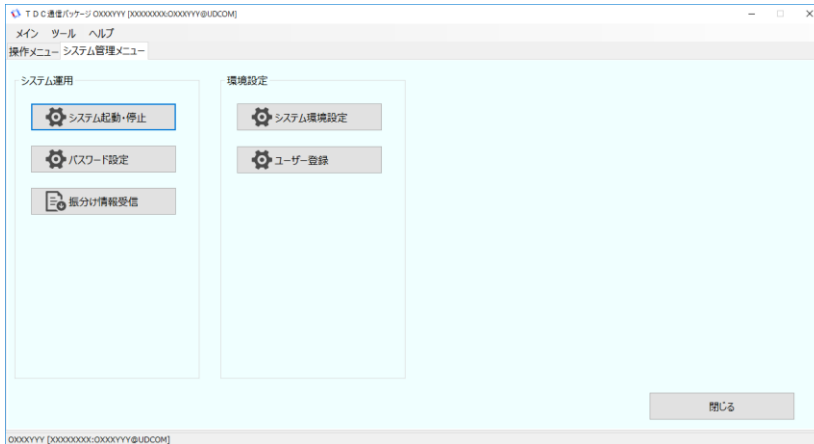 ＴＤＣ通信パッケージ OXXXYYY [XXXXXXXX:OXXXYYY@UDCOM]
メイン ツール ヘルプ
操作メニュー システム管理メニュー
システム運用 環境設定
システム起動・停止 システム環境設定
パスワード設定 ユーザー登録
振分け情報受信
閉じる
OXXXYYY [XXXXXXXX:OXXXYYY@UDCOM]